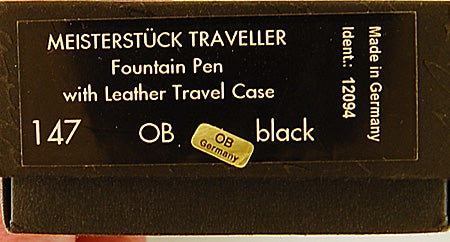 MEISTERSTÜCK TRAVELLER
Fountain Pen
with Leather Travel Case
147 OB black
OB
Germany
Made in Germany
Ident.: 12094